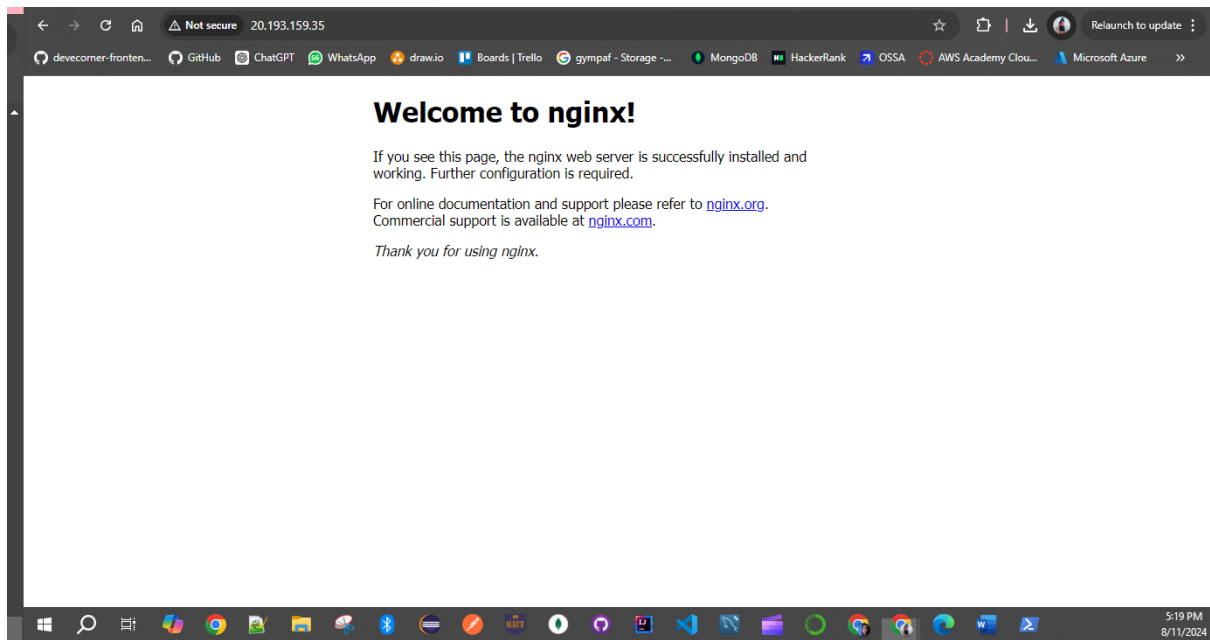 Not secure 20.193.159.35 Relaunch to update
devecorner-fronten... GitHub ChatGPT WhatsApp draw.io Boards | Trello gympaf - Storage -... MongoDB HackerRank OSSA AWS Academy Clou... Microsoft Azure »
Welcome to nginx!
If you see this page, the nginx web server is successfully installed and
working. Further configuration is required.
For online documentation and support please refer to nginx.org.
Commercial support is available at nginx.com.
Thank you for using nginx.
5:19 PM
8/11/2024